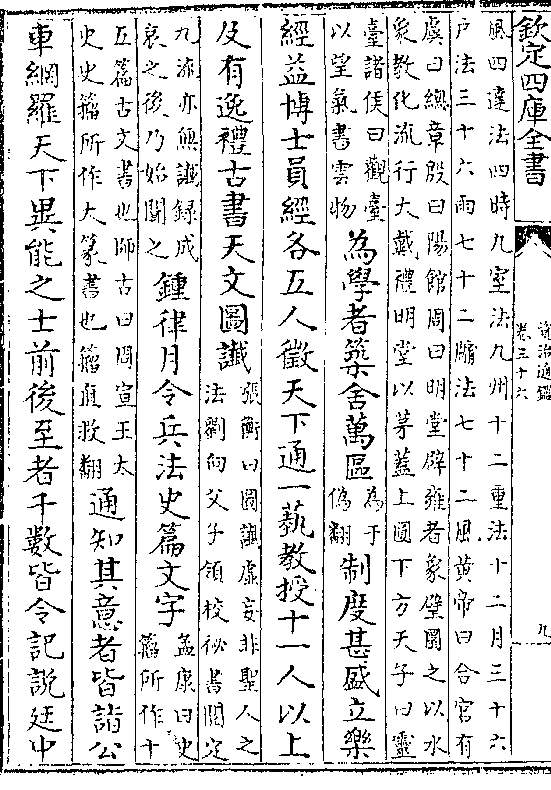 欽定四庫全書
資治通鑑
卷三十六
九
風四達法四時九室法九州十二重法十二月三十六
户法三十六雨七十二牖法七十二風黄帝曰合宫有
虞曰總章殷曰陽館周曰明堂辟雍者象璧圜之以水
象教化流行大戴禮明堂以茅蓋上圓下方天子曰靈
臺諸侯曰觀臺
以望氣書雲物
為學者築舍萬區
為于
偽翻
制度甚盛立樂
經益博士員經各五人徵天下通一藝教授十一人以上
及有逸禮古書天文圖讖
張衡曰圖讖虚妄非聖人之
法劉向父子領校祕書閲定
九流亦無讖録成
哀之後乃始聞之
鍾律月令兵法史篇文字
孟康曰史
籀所作十
五篇古文書也師古曰周宣王太
史史籀所作大篆書也籀直救翻
通知其意者皆詣公
車網羅天下異能之士前後至者千數皆令記說廷中